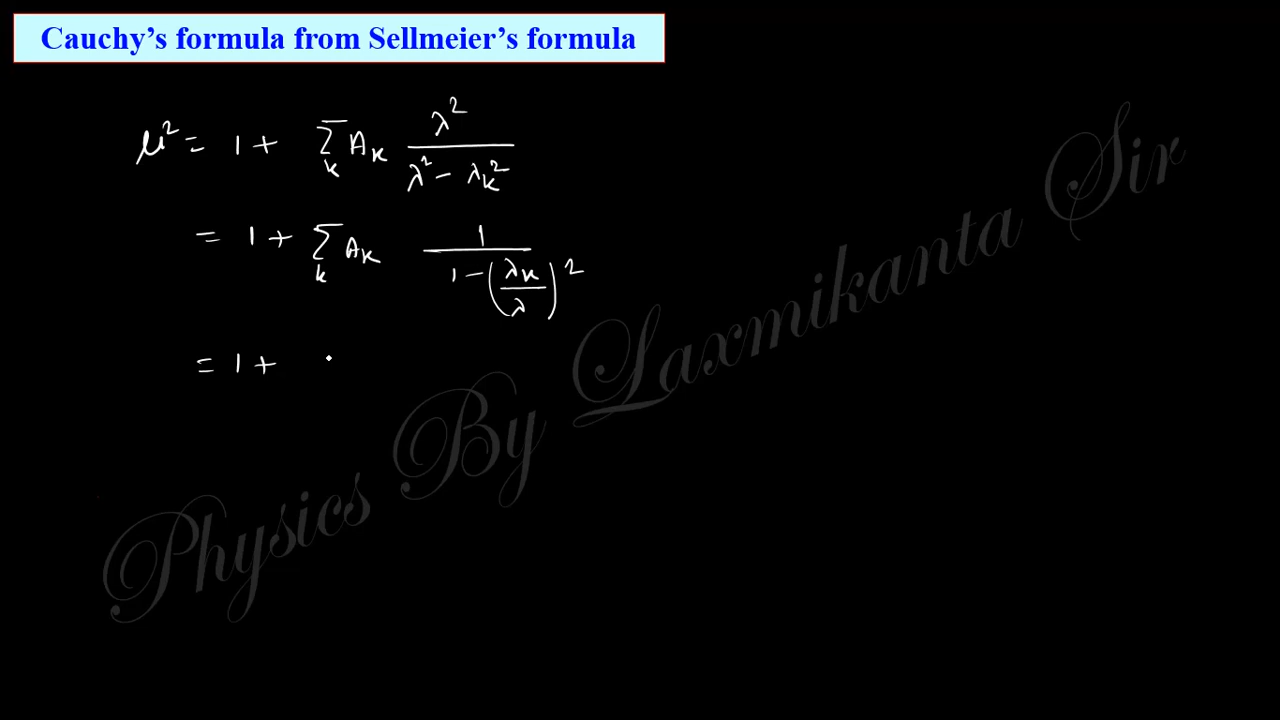 Cauchy’s formula from Sellmeier’s formula
μ² = 1 + Σ_k A_k λ² / (λ² − λ_k²)
= 1 + Σ_k A_k 1 / (1 − (λ_k / λ)²)
= 1 +
Physics By Laxmikanta Sir